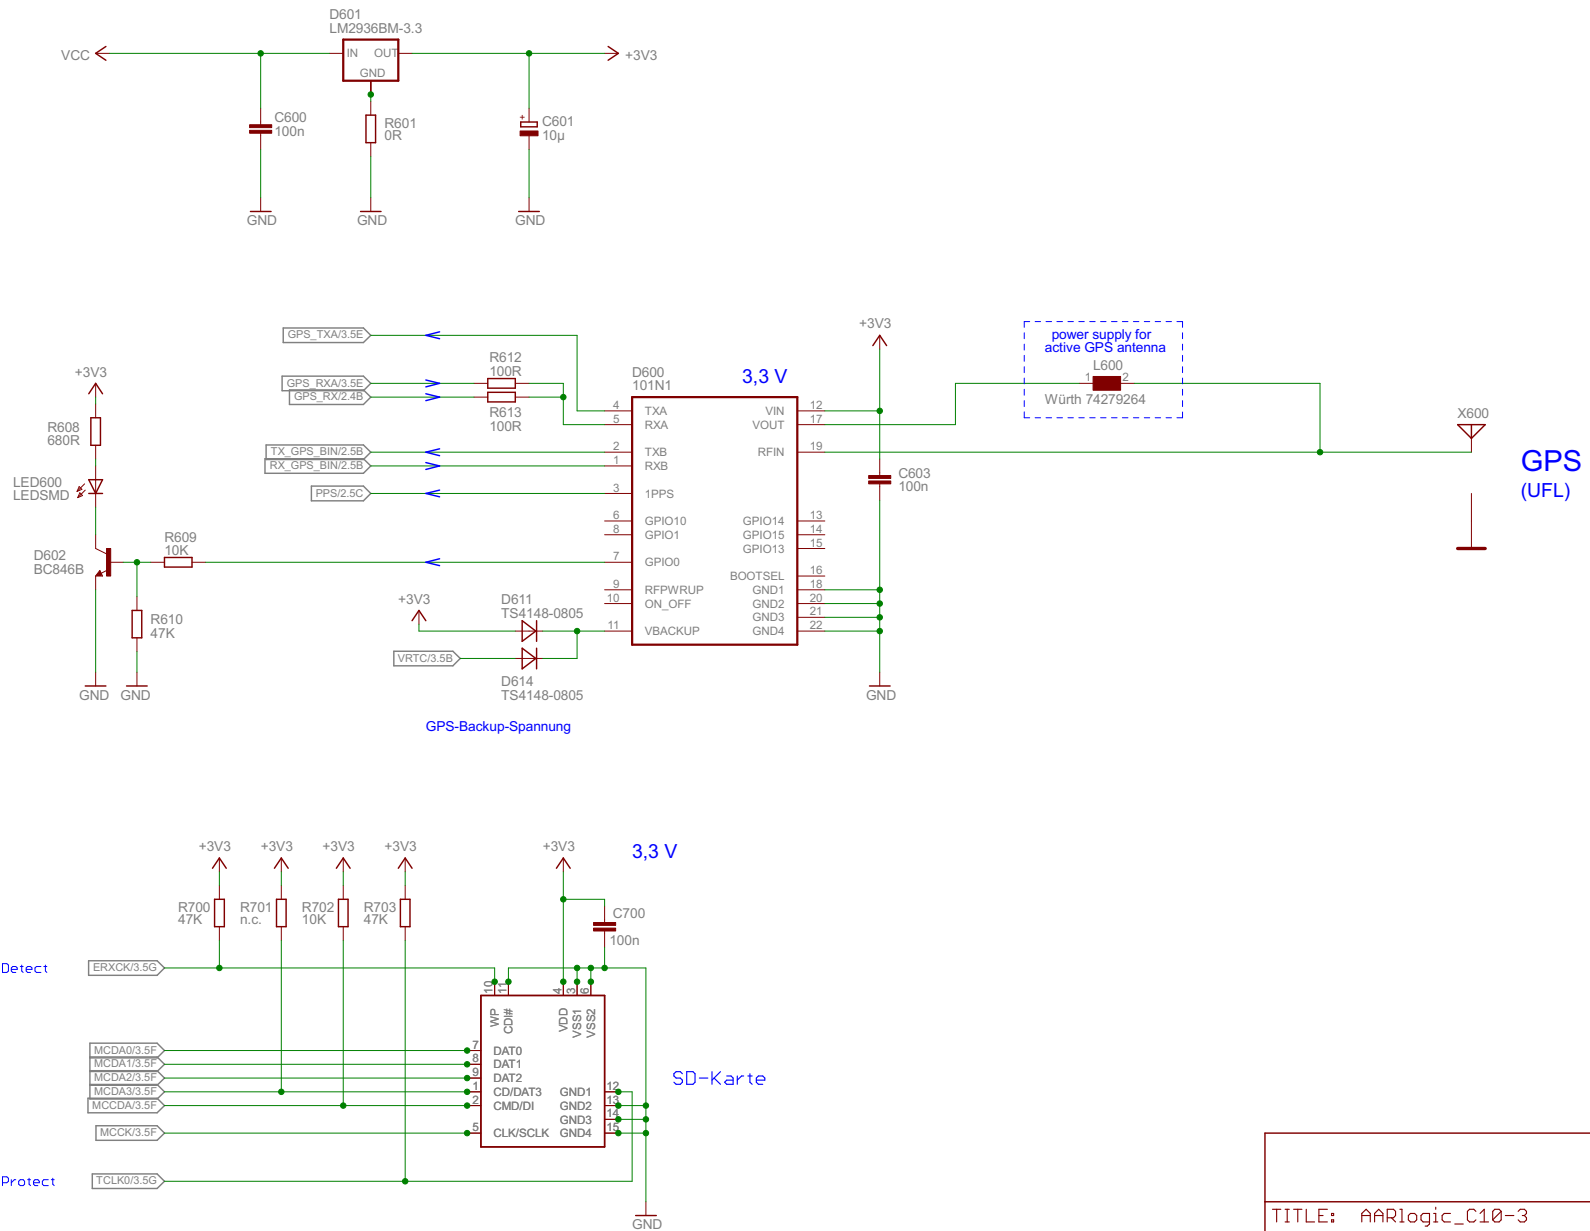 D601
LM2936BM-3.3
VCC
IN OUT
GND
+3V3
C600
100n
R601
0R
+
C601
10µ
GND
GND
GND
+3V3
R608
680R
LED600
LEDSMD
D602
BC846B
R609
10K
R610
47K
GND
GND
GPS_TXA/3.5E
GPS_RXA/3.5E
GPS_RX/2.4B
R612
100R
R613
100R
TX_GPS_BIN/2.5B
RX_GPS_BIN/2.5B
PPS/2.5C
+3V3
D611
TS4148-0805
VRTC/3.5B
D614
TS4148-0805
GPS-Backup-Spannung
D600
101N1
3,3 V
4 TXA
5 RXA
2 TXB
1 RXB
3 1PPS
6 GPIO10
8 GPIO1
7 GPIO0
9 RFPWRUP
10 ON_OFF
11 VBACKUP
VIN 12
VOUT 17
RFIN 19
GPIO14 13
GPIO15 14
GPIO13 15
BOOTSEL 16
GND1 18
GND2 20
GND3 21
GND4 22
+3V3
C603
100n
GND
power supply for
active GPS antenna
L600
1 2
Würth 74279264
X600
GPS
(UFL)
+3V3 +3V3 +3V3 +3V3
R700
47K
R701
n.c.
R702
10K
R703
47K
+3V3
3,3 V
C700
100n
Detect
ERXCK/3.5G
MCDA0/3.5F
MCDA1/3.5F
MCDA2/3.5F
MCDA3/3.5F
MCCDA/3.5F
MCCK/3.5F
Protect
TCLK0/3.5G
10 11 4 3 6
WP CDI# VDD VSS1 VSS2
7 DAT0
8 DAT1
9 DAT2
1 CD/DAT3
2 CMD/DI
5 CLK/SCLK
GND1 12
GND2 13
GND3 14
GND4 15
SD-Karte
GND
TITLE: AARlogic_C10-3